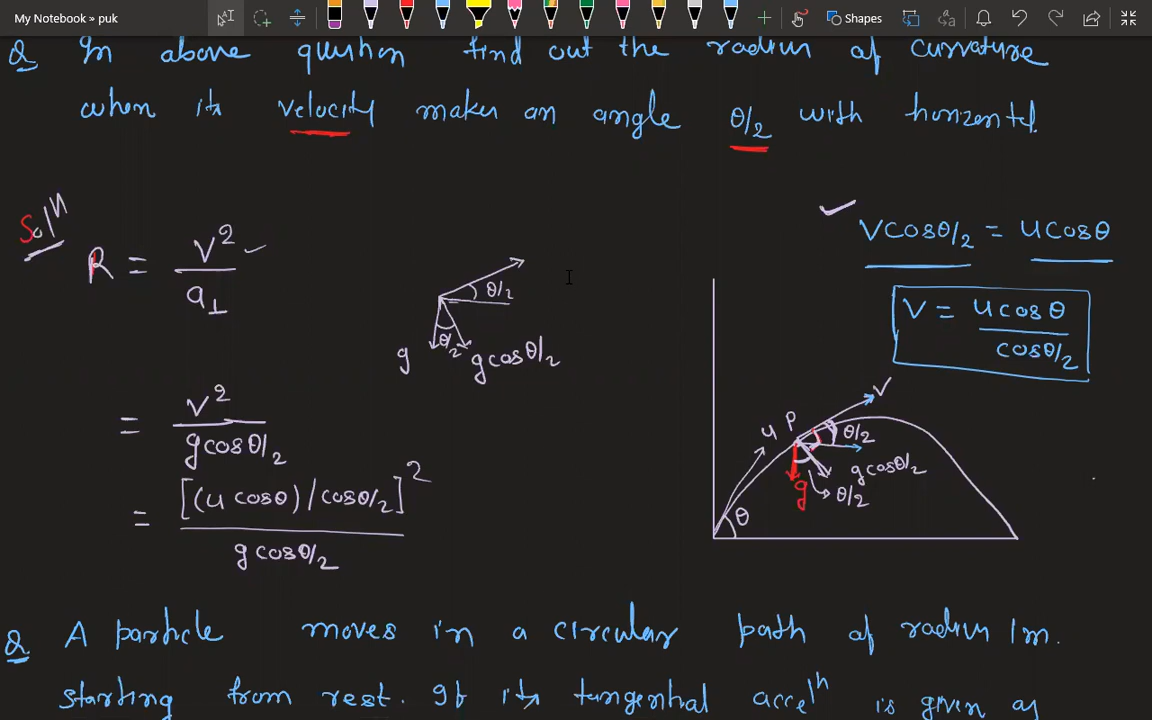 My Notebook » puk
Shapes
Q In above question find out the radius of curvature
when its velocity makes an angle θ/2 with horizontal.
Solⁿ
R = v² / a⊥
θ/2
g θ/2 gcosθ/2
= v² / gcosθ/2
= [(u cosθ)/cosθ/2]² / gcosθ/2
vcosθ/2 = ucosθ
v = ucosθ / cosθ/2
v
u P θ/2
gcosθ/2
g θ/2
θ
Q A particle moves in a circular path of radius 1m.
starting from rest. If its tangential accelⁿ is given as